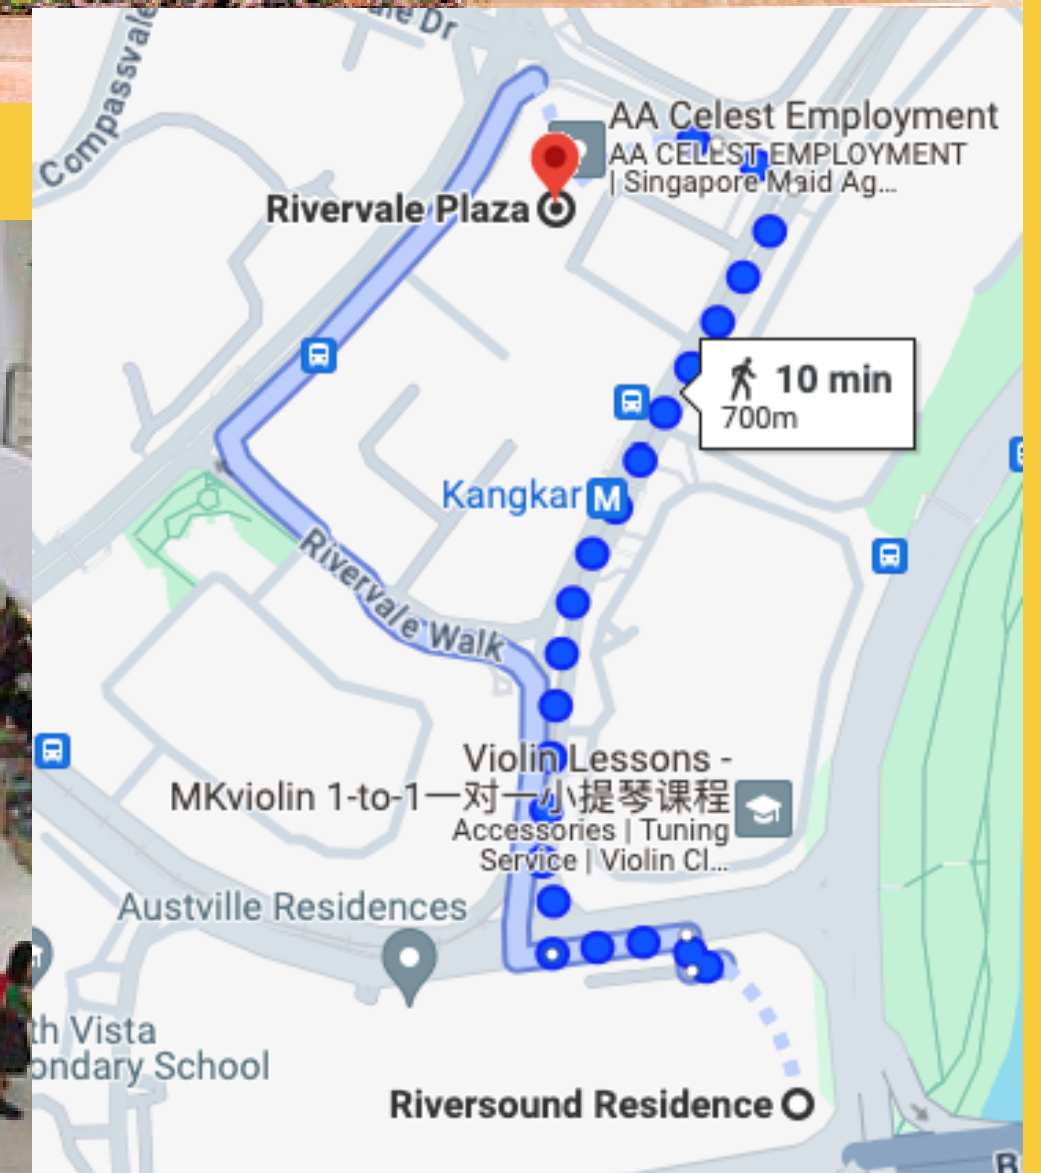 Compassvale
ale Dr
AA Celest Employment
AA CELEST EMPLOYMENT
| Singapore Maid Ag...
Rivervale Plaza
10 min
700m
Kangkar M
Rivervale Walk
Violin Lessons -
MKviolin 1-to-1一对一小提琴课程
Accessories | Tuning
Service | Violin Cl...
Austville Residences
th Vista
ondary School
Riversound Residence
B